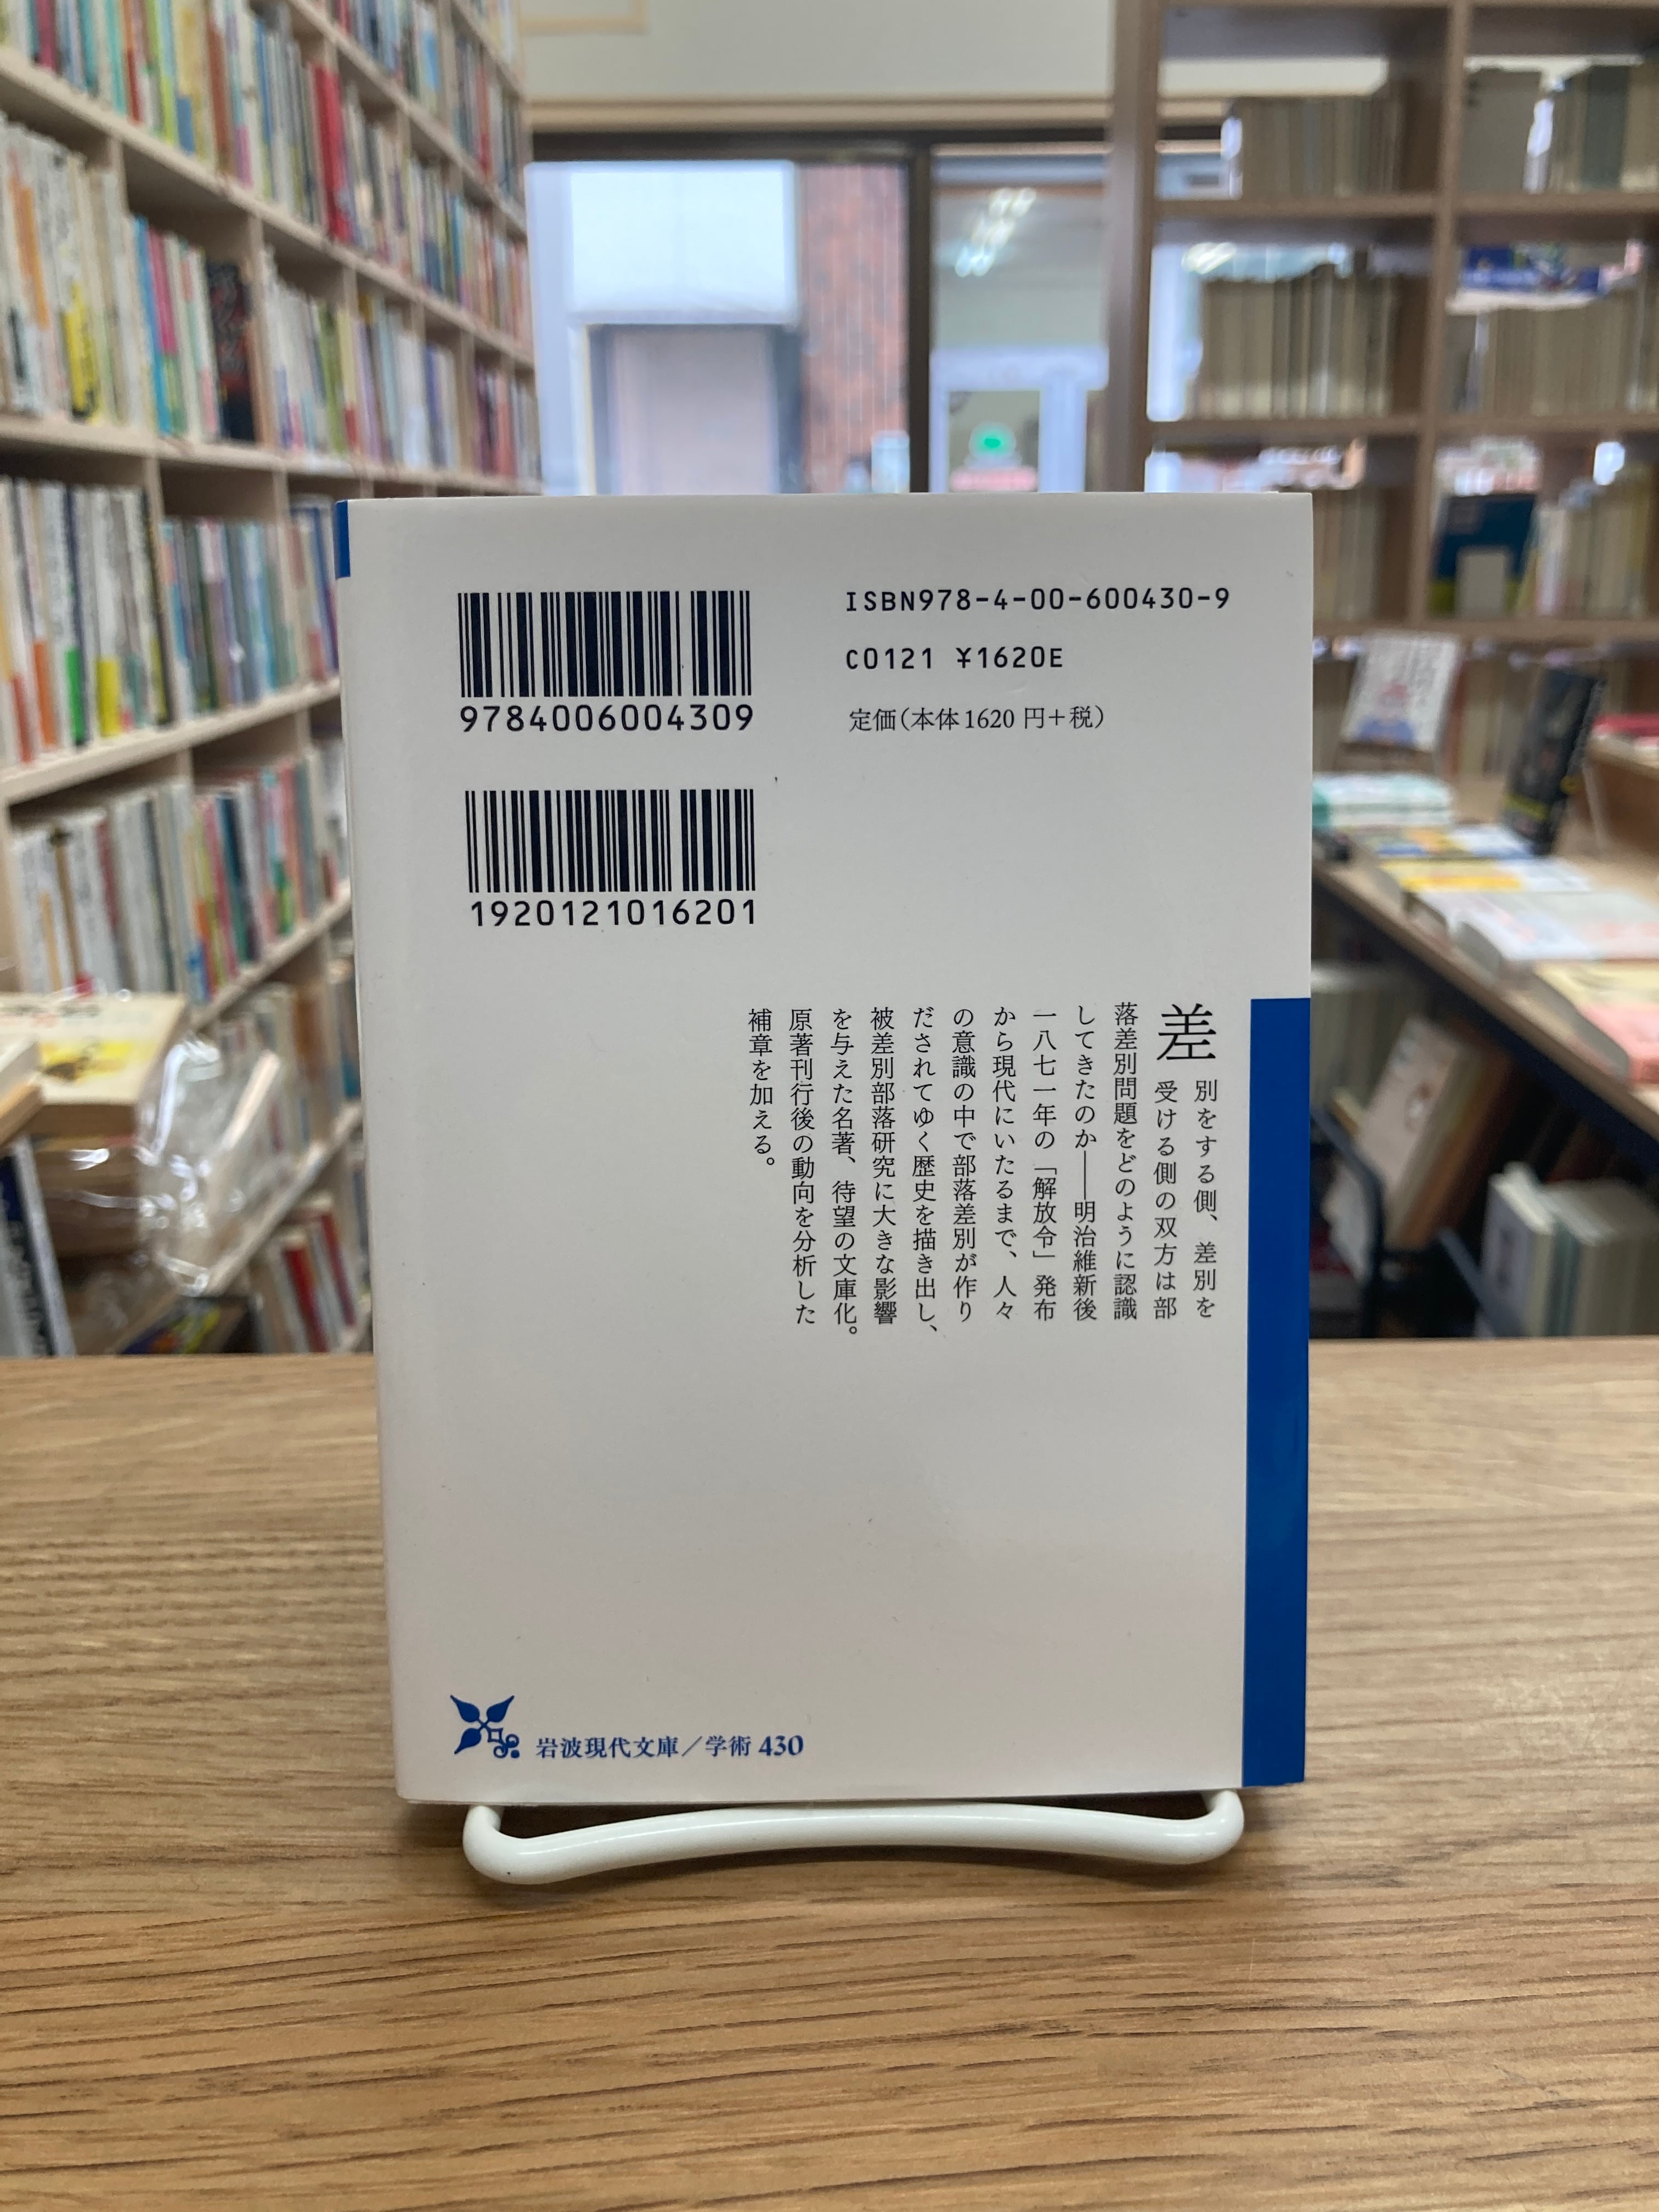 ISBN978-4-00-600430-9
C0121 ¥1620E
定価(本体1620円+税)
9784006004309
1920121016201
差別をする側、差別を
受ける側の双方は部
落差別問題をどのように認識
してきたのか――明治維新後
一八七一年の「解放令」発布
から現代にいたるまで、人々
の意識の中で部落差別が作り
だされてゆく歴史を描き出し、
被差別部落研究に大きな影響
を与えた名著、待望の文庫化。
原著刊行後の動向を分析した
補章を加える。
岩波現代文庫/学術 430